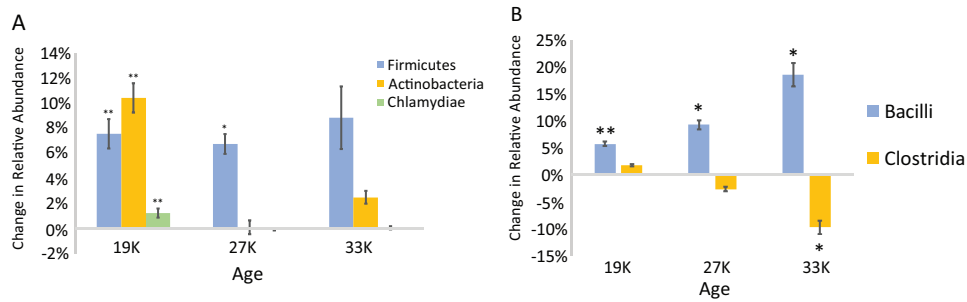 A
Change in Relative Abundance
14%
12%
10%
8%
6%
4%
2%
0%
-2%
**
**
**
*
19K
27K
33K
Age
Firmicutes
Actinobacteria
Chlamydiae
B
Change in Relative Abundance
25%
20%
15%
10%
5%
0%
-5%
-10%
-15%
**
*
*
*
19K
27K
33K
Age
Bacilli
Clostridia